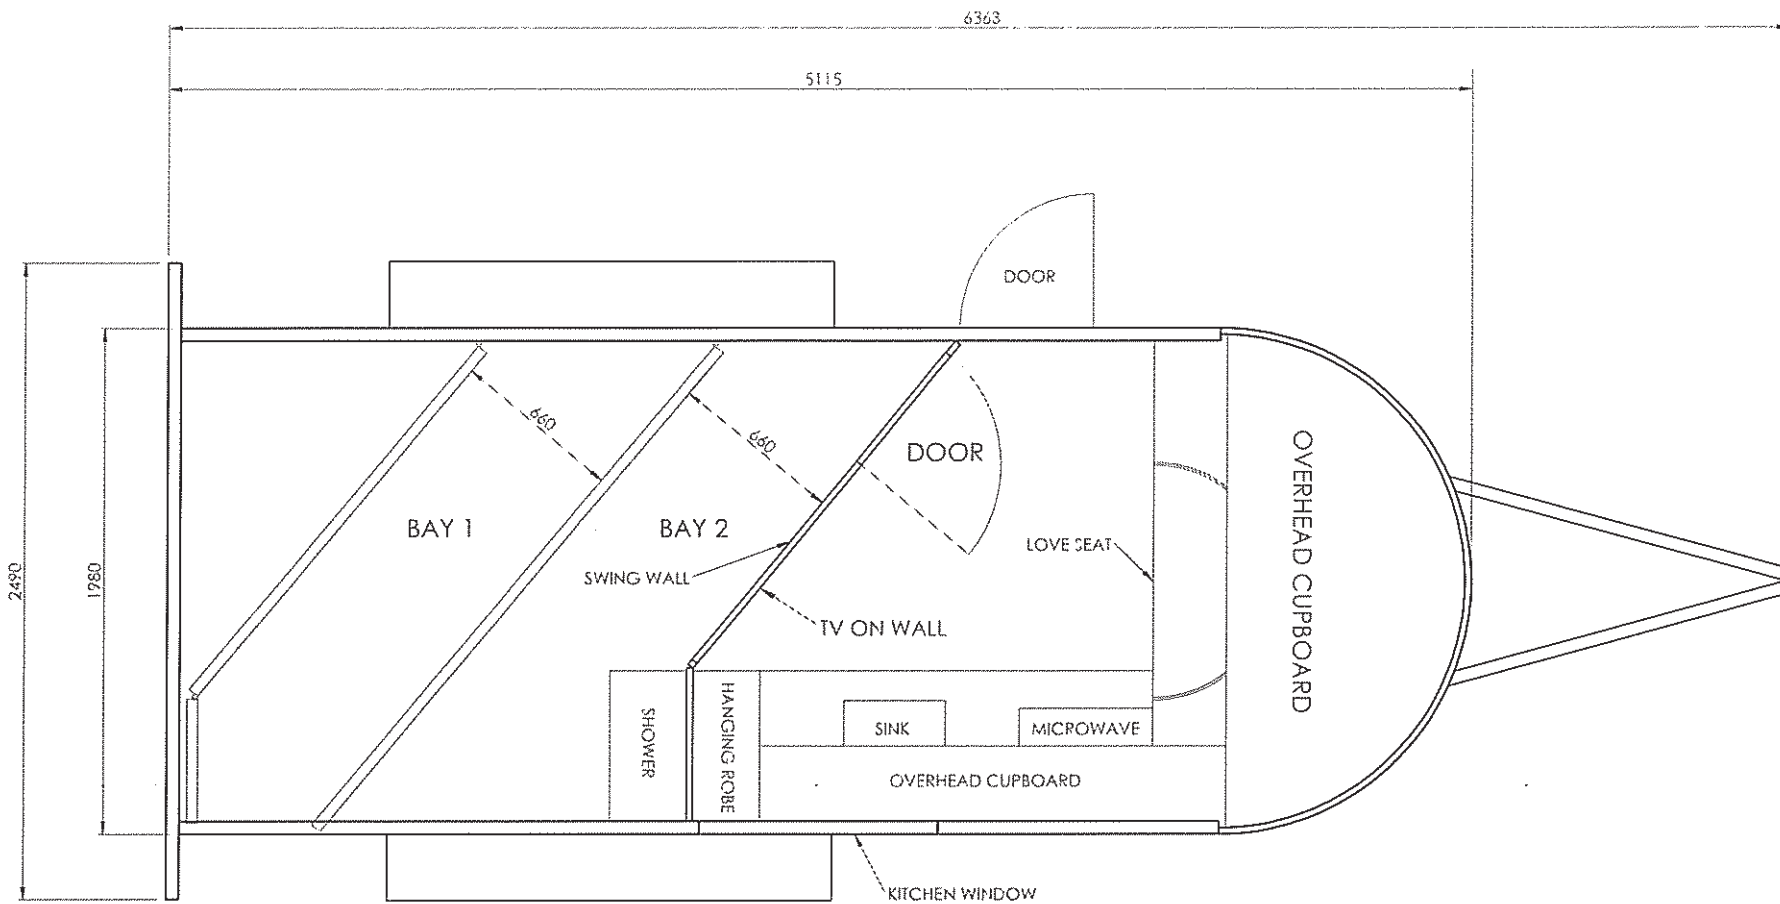 6363
5115
DOOR
660
660
DOOR
BAY 1
BAY 2
LOVE SEAT
SWING WALL
TV ON WALL
OVERHEAD CUPBOARD
2490
1980
SHOWER
HANGING ROBE
SINK
MICROWAVE
OVERHEAD CUPBOARD
KITCHEN WINDOW